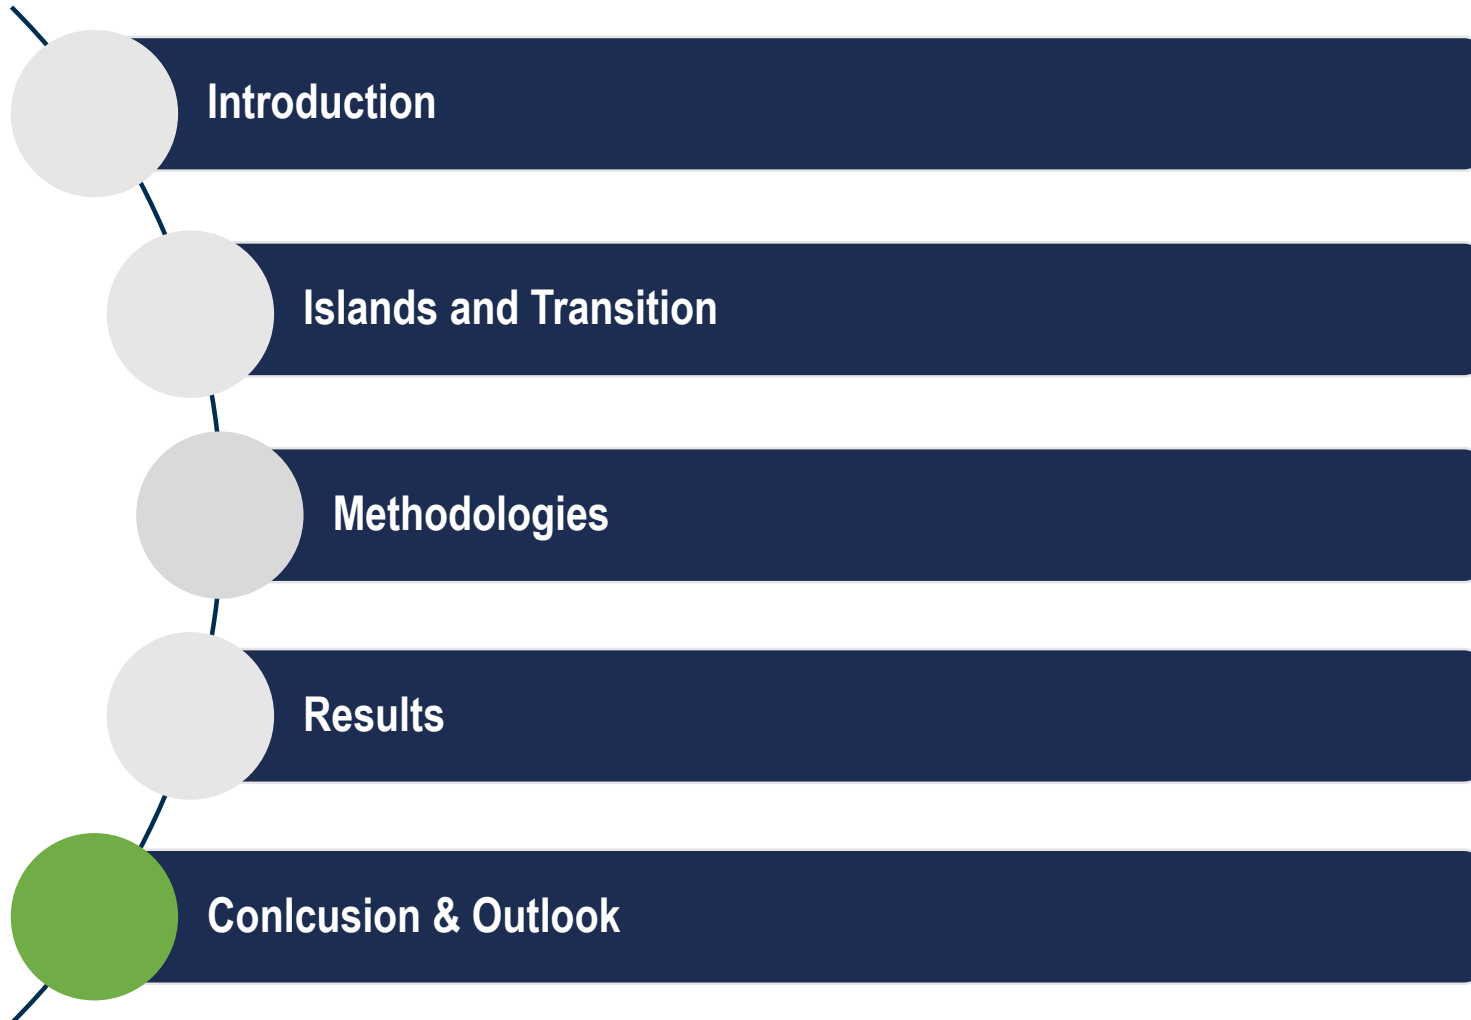 Introduction
Islands and Transition
Methodologies
Results
Conlcusion & Outlook